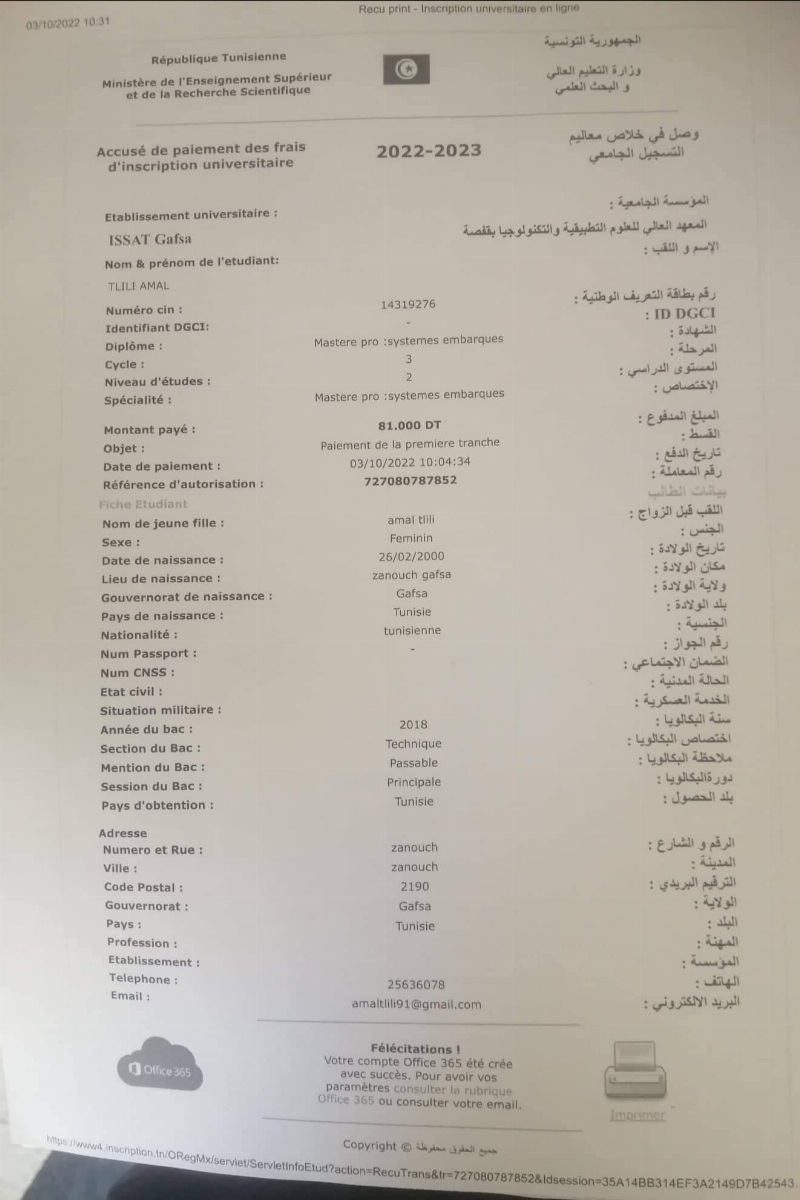 03/10/2022 10:31
Recu print - Inscription universitaire en ligne
République Tunisienne
Ministère de l'Enseignement Supérieur
et de la Recherche Scientifique
الجمهورية التونسية
وزارة التعليم العالي
و البحث العلمي
Accusé de paiement des frais
d'inscription universitaire
2022-2023
وصل في خلاص معاليم
التسجيل الجامعي
Etablissement universitaire :
المؤسسة الجامعية :
ISSAT Gafsa
المعهد العالي للعلوم التطبيقية والتكنولوجيا بقفصة
Nom & prénom de l'etudiant:
الإسم و اللقب :
TLILI AMAL
Numéro cin : 14319276 رقم بطاقة التعريف الوطنية :
Identifiant DGCI: - ID DGCI :
Diplôme : Mastere pro :systemes embarques الشهادة :
Cycle : 3 المرحلة :
Niveau d'études : 2 المستوى الدراسي :
Spécialité : Mastere pro :systemes embarques الإختصاص :
Montant payé : 81.000 DT المبلغ المدفوع :
Objet : Paiement de la premiere tranche القسط :
Date de paiement : 03/10/2022 10:04:34 تاريخ الدفع :
Référence d'autorisation : 727080787852 رقم المعاملة :
Fiche Etudiant بيانات الطالب
Nom de jeune fille : amal tlili اللقب قبل الزواج :
Sexe : Feminin الجنس :
Date de naissance : 26/02/2000 تاريخ الولادة :
Lieu de naissance : zanouch gafsa مكان الولادة :
Gouvernorat de naissance : Gafsa ولاية الولادة :
Pays de naissance : Tunisie بلد الولادة :
Nationalité : tunisienne الجنسية :
Num Passport : - رقم الجواز :
Num CNSS : الضمان الاجتماعي :
Etat civil : الحالة المدنية :
Situation militaire : الخدمة العسكرية :
Année du bac : 2018 سنة البكالويا :
Section du Bac : Technique اختصاص البكالويا :
Mention du Bac : Passable ملاحظة البكالويا :
Session du Bac : Principale دورةالبكالويا :
Pays d'obtention : Tunisie بلد الحصول :
Adresse
Numero et Rue : zanouch الرقم و الشارع :
Ville : zanouch المدينة :
Code Postal : 2190 الترقيم البريدي :
Gouvernorat : Gafsa الولاية :
Pays : Tunisie البلد :
Profession : المهنة :
Etablissement : المؤسسة :
Telephone : 25636078 الهاتف :
Email : amaltlili91@gmail.com البريد الالكتروني :
Office 365
Félécitations !
Votre compte Office 365 été crée
avec succès. Pour avoir vos
paramètres consulter la rubrique
Office 365 ou consulter votre email.
Imprimer
Copyright © جميع الحقوق محفوظة
https://www4.inscription.tn/ORegMx/servlet/ServletInfoEtud?action=RecuTrans&tr=727080787852&Idsession=35A14BB314EF3A2149D7B42543